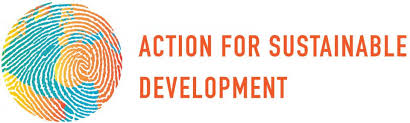 ACTION FOR SUSTAINABLE
DEVELOPMENT